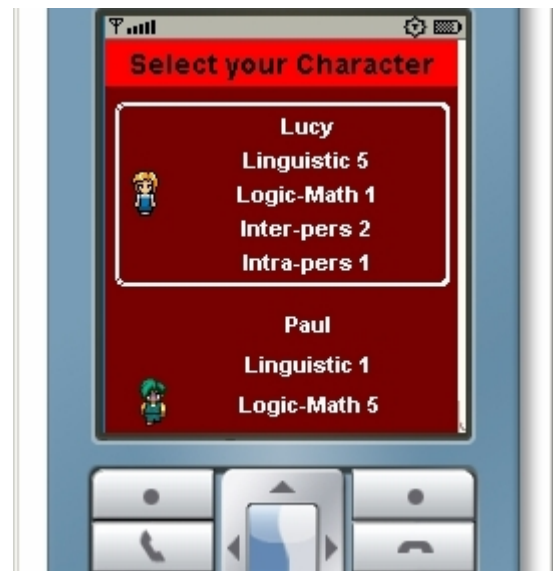 Select your Character
Lucy
Linguistic 5
Logic-Math 1
Inter-pers 2
Intra-pers 1
Paul
Linguistic 1
Logic-Math 5